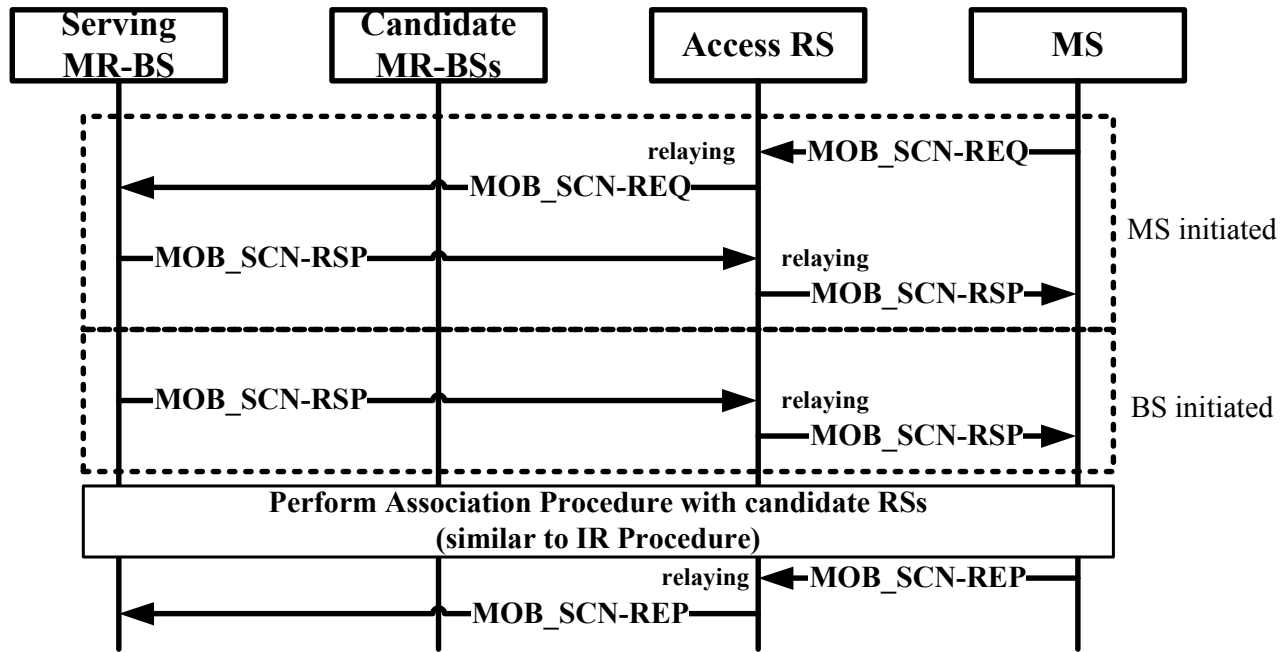 Serving
MR-BS
Candidate
MR-BSs
Access RS
MS
relaying
MOB_SCN-REQ
MOB_SCN-REQ
MS initiated
MOB_SCN-RSP
relaying
MOB_SCN-RSP
MOB_SCN-RSP
relaying
BS initiated
MOB_SCN-RSP
Perform Association Procedure with candidate RSs
(similar to IR Procedure)
relaying
MOB_SCN-REP
MOB_SCN-REP